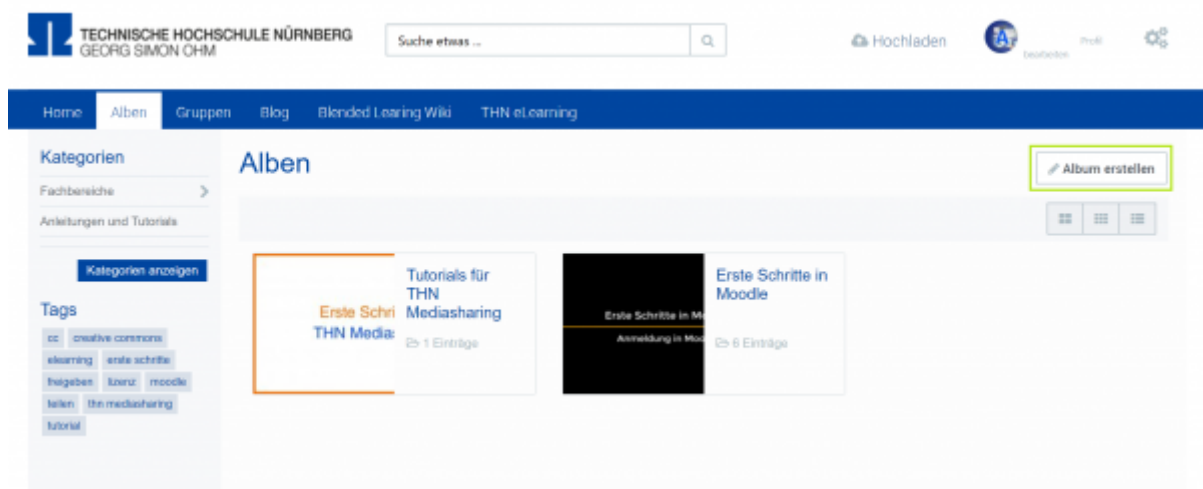 TECHNISCHE HOCHSCHULE NÜRNBERG
GEORG SIMON OHM
Suche etwas ...
Hochladen
Profil
bearbeiten
Home Alben Gruppen Blog Blended Learing Wiki THN eLearning
Kategorien
Fachbereiche
Anleitungen und Tutorials
Kategorien anzeigen
Tags
cc creative commons
elearning erste schritte
freigeben lizenz moodle
teilen thn mediasharing
tutorial
Alben
Album erstellen
Erste Schri
THN Media
Tutorials für
THN
Mediasharing
1 Einträge
Erste Schritte in M
Anmeldung in Moo
Erste Schritte in
Moodle
6 Einträge